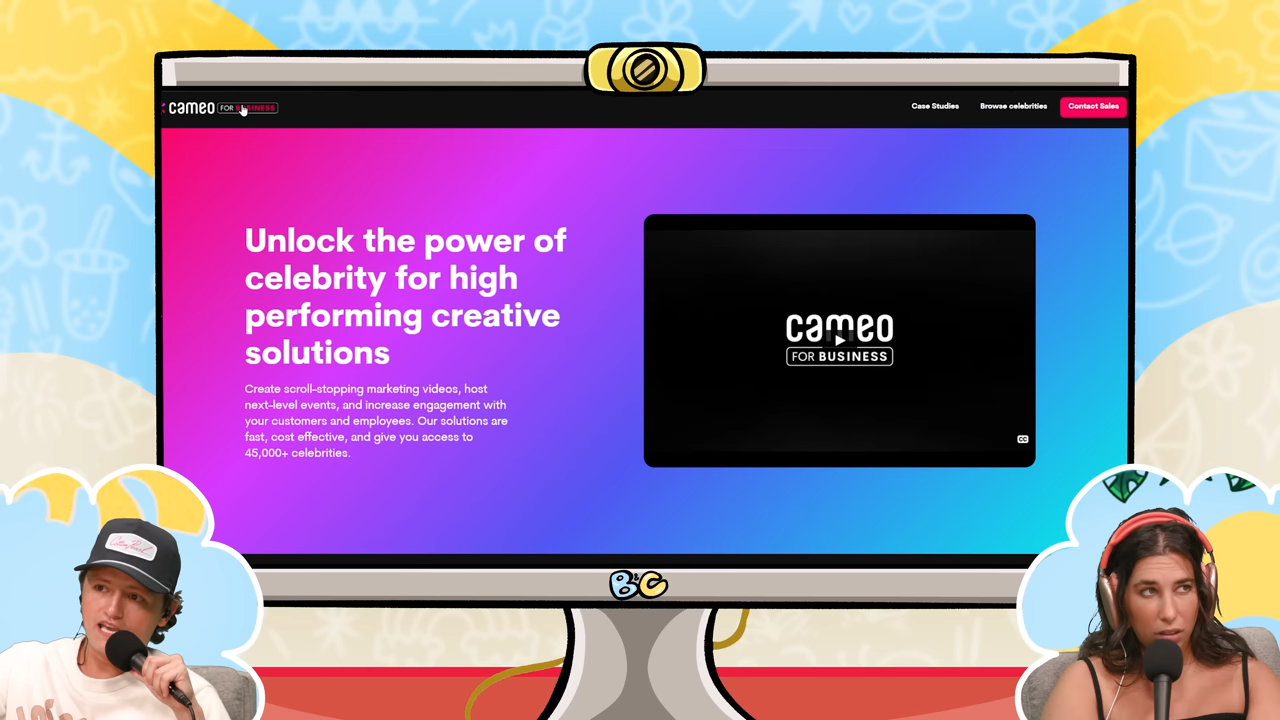 cameo FOR BUSINESS
Case Studies
Browse celebrities
Contact Sales
Unlock the power of
celebrity for high
performing creative
solutions
Create scroll-stopping marketing videos, host
next-level events, and increase engagement with
your customers and employees. Our solutions are
fast, cost effective, and give you access to
45,000+ celebrities.
cameo
FOR BUSINESS
CC
B&C